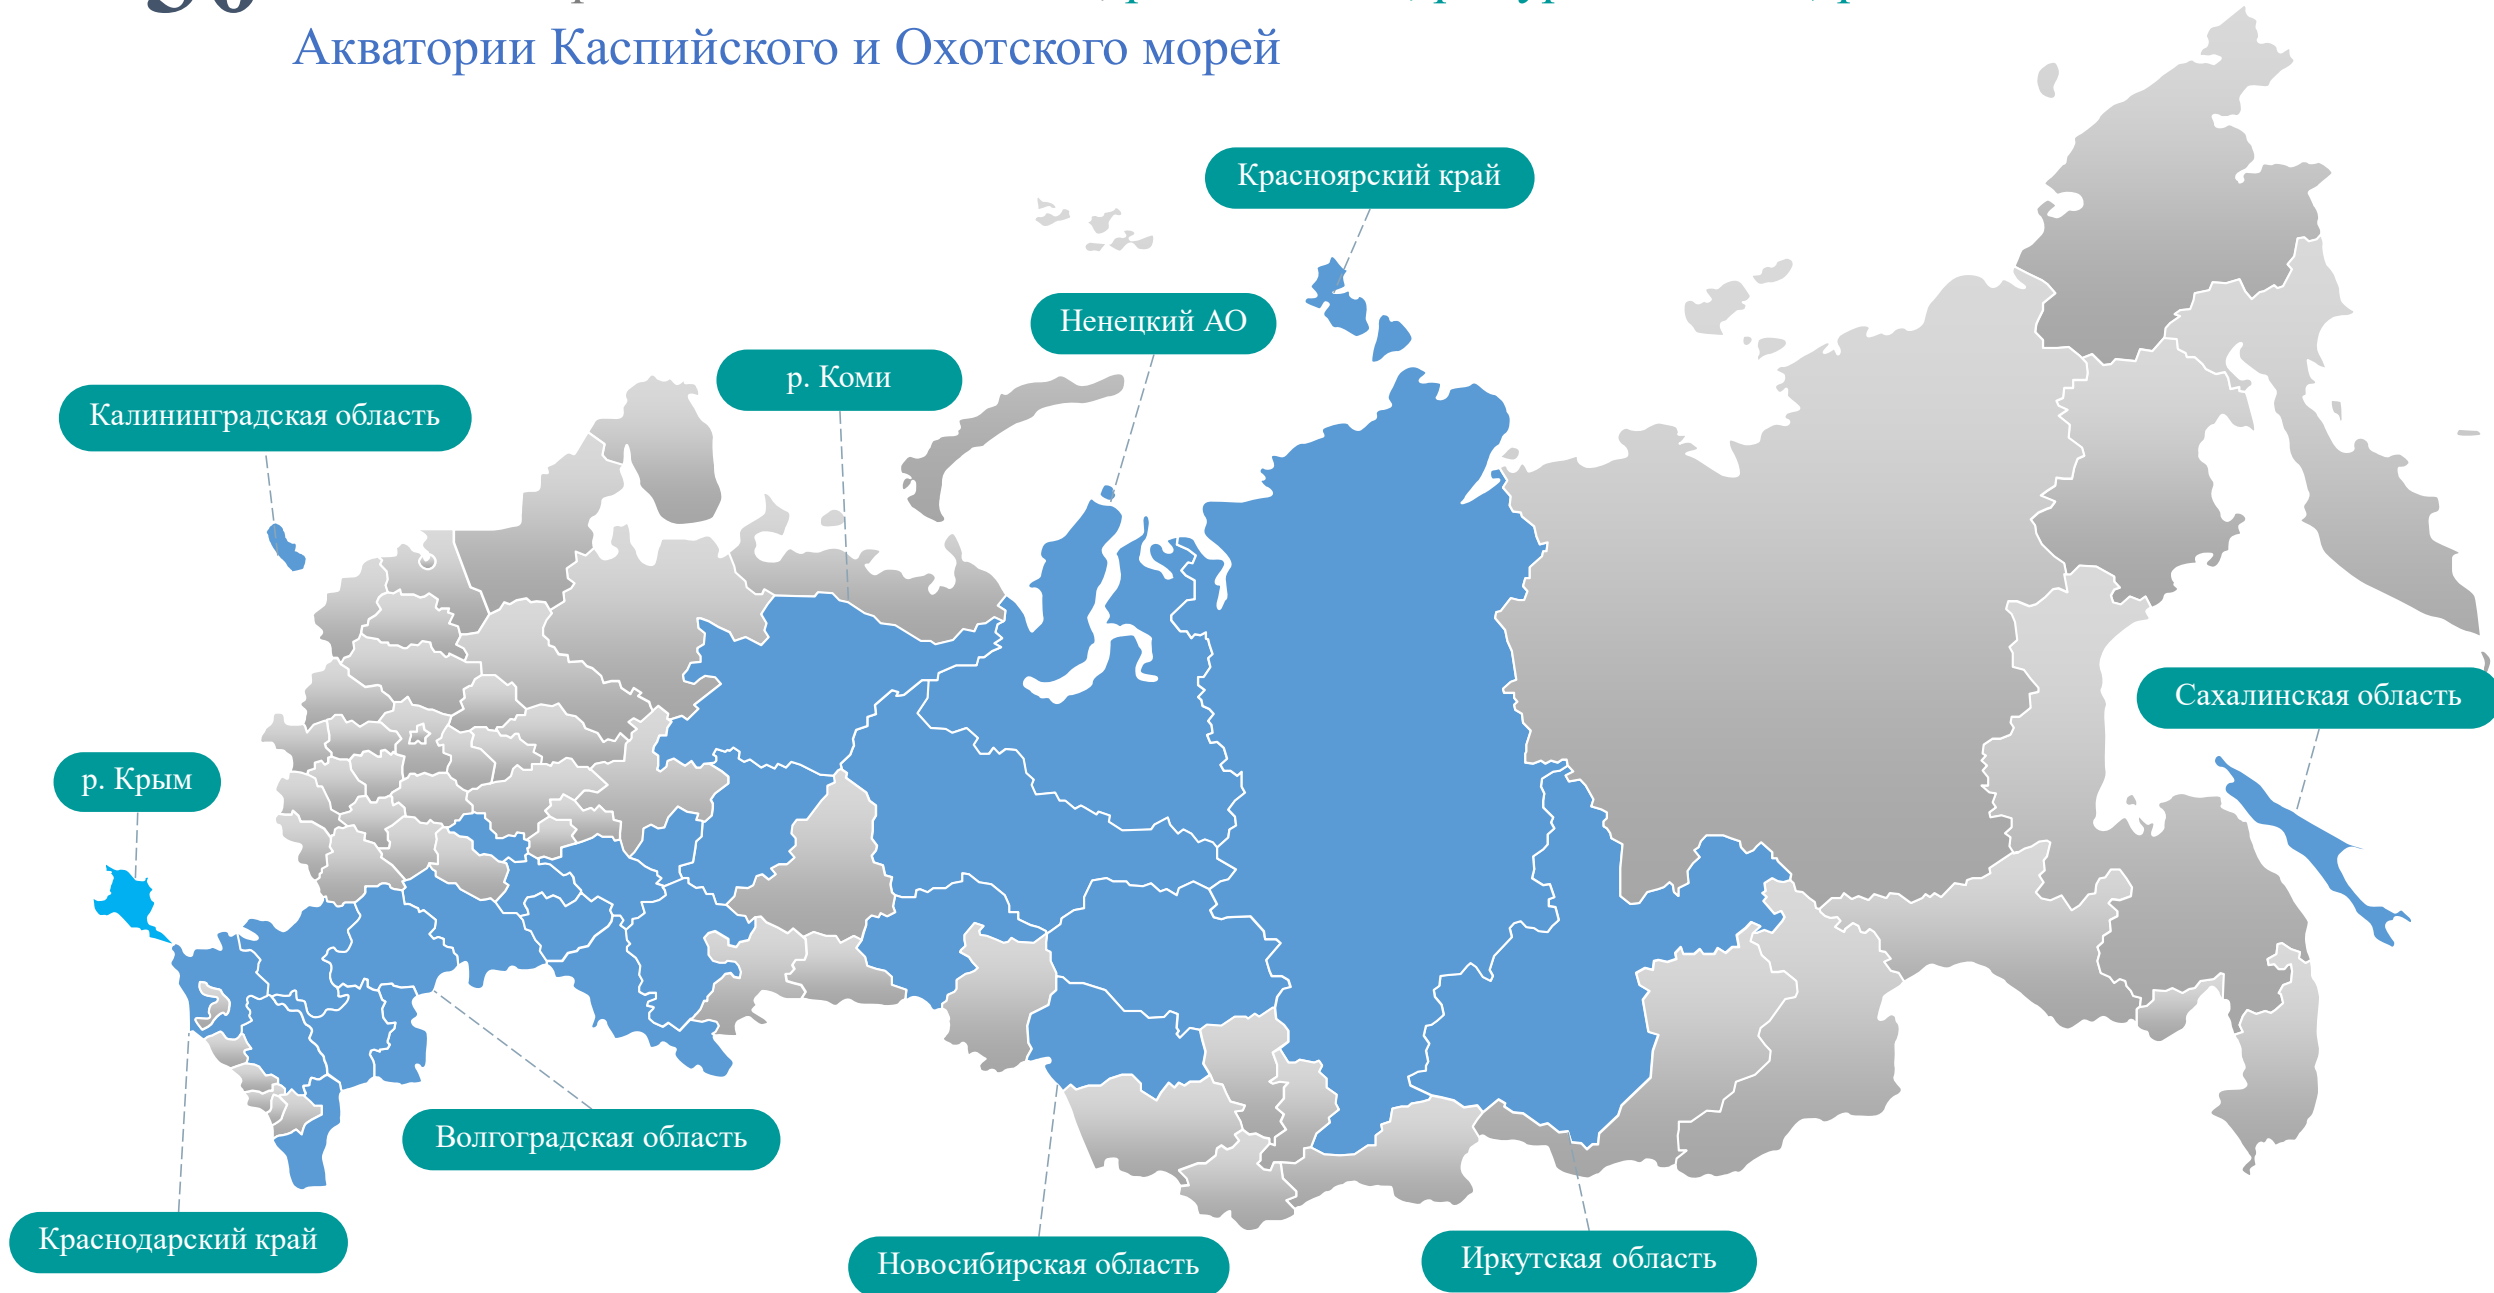 Акватории Каспийского и Охотского морей
Красноярский край
Ненецкий АО
р. Коми
Калининградская область
Сахалинская область
р. Крым
Волгоградская область
Краснодарский край
Новосибирская область
Иркутская область